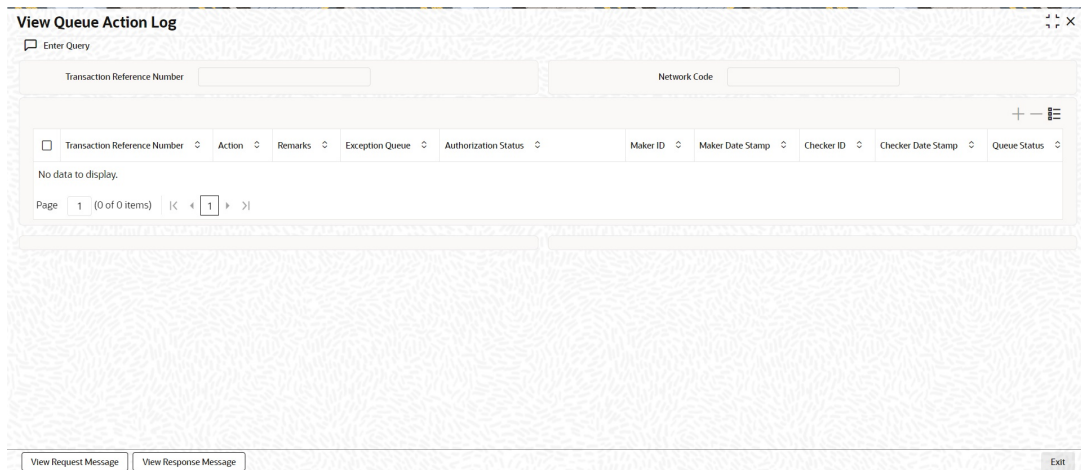 View Queue Action Log
Enter Query
Transaction Reference Number
Network Code
Transaction Reference Number Action Remarks Exception Queue Authorization Status Maker ID Maker Date Stamp Checker ID Checker Date Stamp Queue Status
No data to display.
Page 1 (0 of 0 items) 1
View Request Message View Response Message Exit